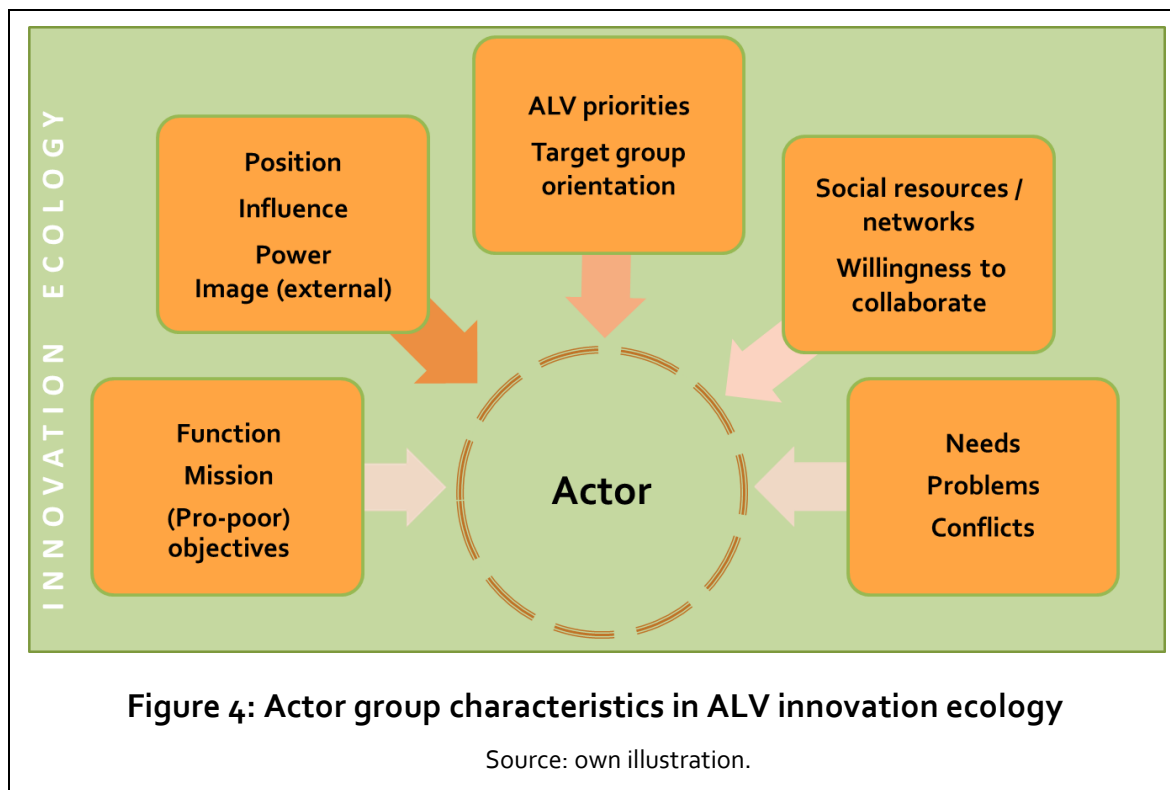 INNOVATION ECOLOGY
ALV priorities
Target group
orientation
Position
Influence
Power
Image (external)
Social resources /
networks
Willingness to
collaborate
Function
Mission
(Pro-poor)
objectives
Actor
Needs
Problems
Conflicts
Figure 4: Actor group characteristics in ALV innovation ecology
Source: own illustration.